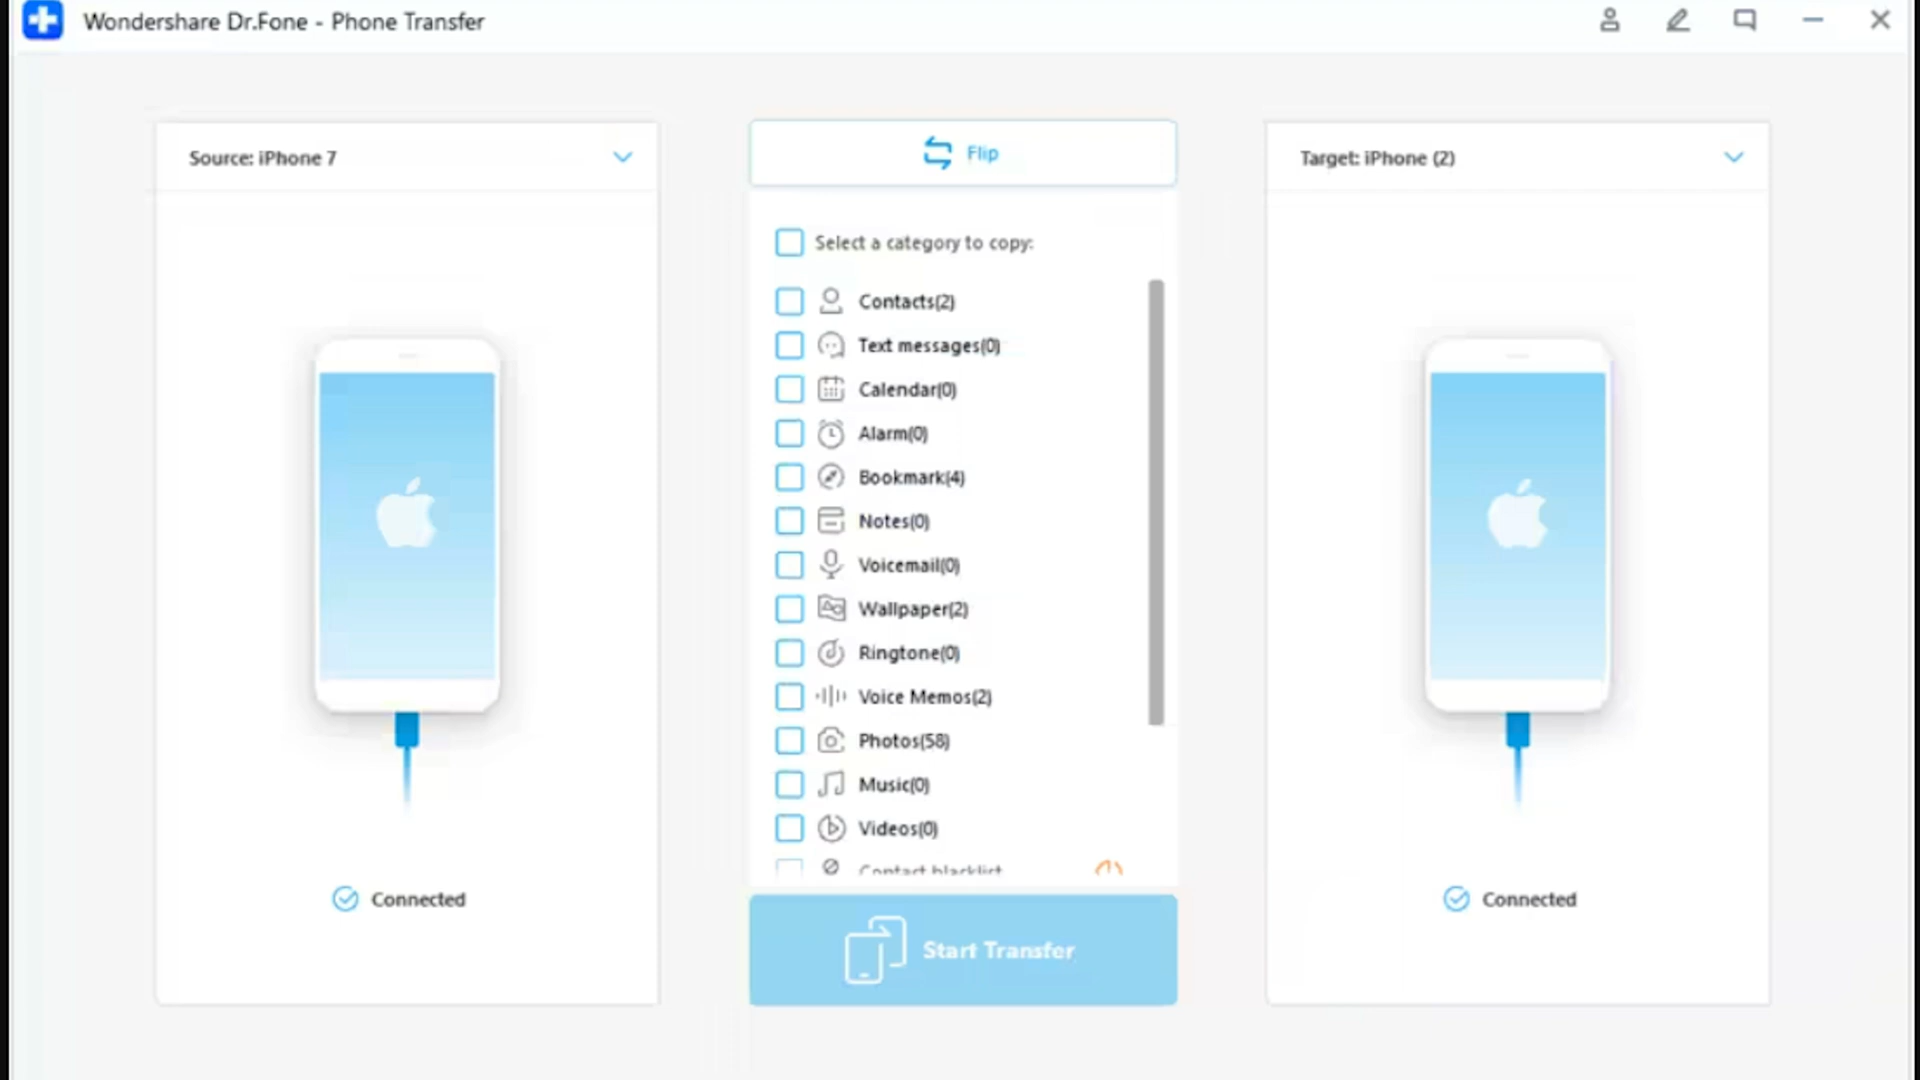 Wondershare Dr.Fone - Phone Transfer
Source: iPhone 7
Flip
Target: iPhone (2)
Select a category to copy:
Contacts(2)
Text messages(0)
Calendar(0)
Alarm(0)
Bookmark(4)
Notes(0)
Voicemail(0)
Wallpaper(2)
Ringtone(0)
Voice Memos(2)
Photos(58)
Music(0)
Videos(0)
Contact blacklist
Connected
Connected
Start Transfer